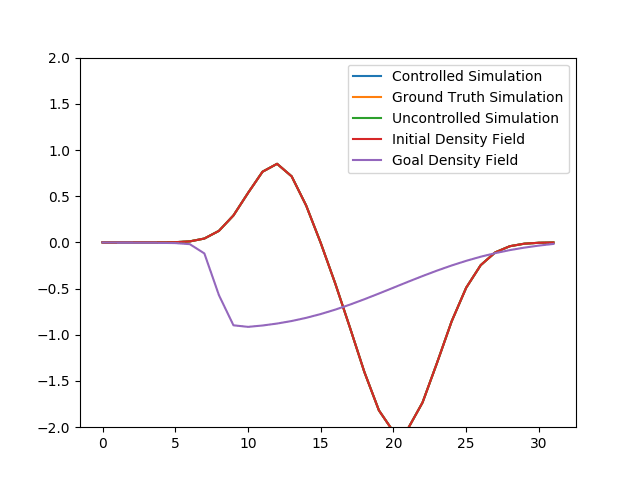 2.0
1.5
1.0
0.5
0.0
−0.5
−1.0
−1.5
−2.0
0 5 10 15 20 25 30
Controlled Simulation
Ground Truth Simulation
Uncontrolled Simulation
Initial Density Field
Goal Density Field